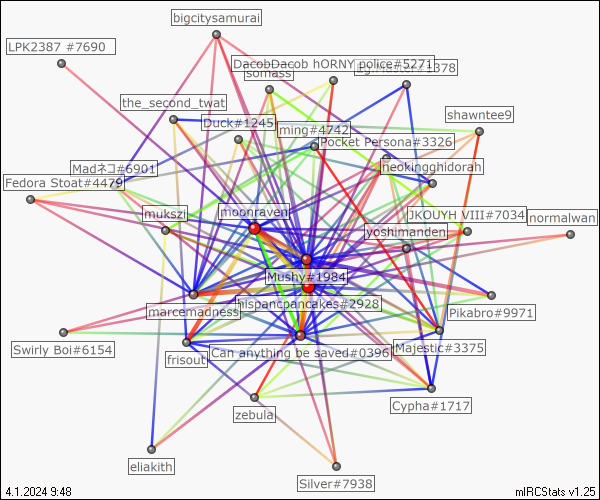 bigcitysamurai
LPK2387 #7690
DacobDacob hORNY police#5271
somass
the_second_twat
shawntee9
Duck#1245
ming#4742
Pocket Persona#3326
Madネコ#6901
neokingghidorah
Fedora Stoat#4479
mukszi
moonraven
JKOUYH VIII#7034
normalwan
yoshimanden
Mushy#1984
marcemadness
hispancpancakes#2928
Pikabro#9971
Swirly Boi#6154
frisout
Can anything be saved#0396
Majestic#3375
Cypha#1717
zebula
eliakith
Silver#7938
4.1.2024 9:48
mIRCStats v1.25